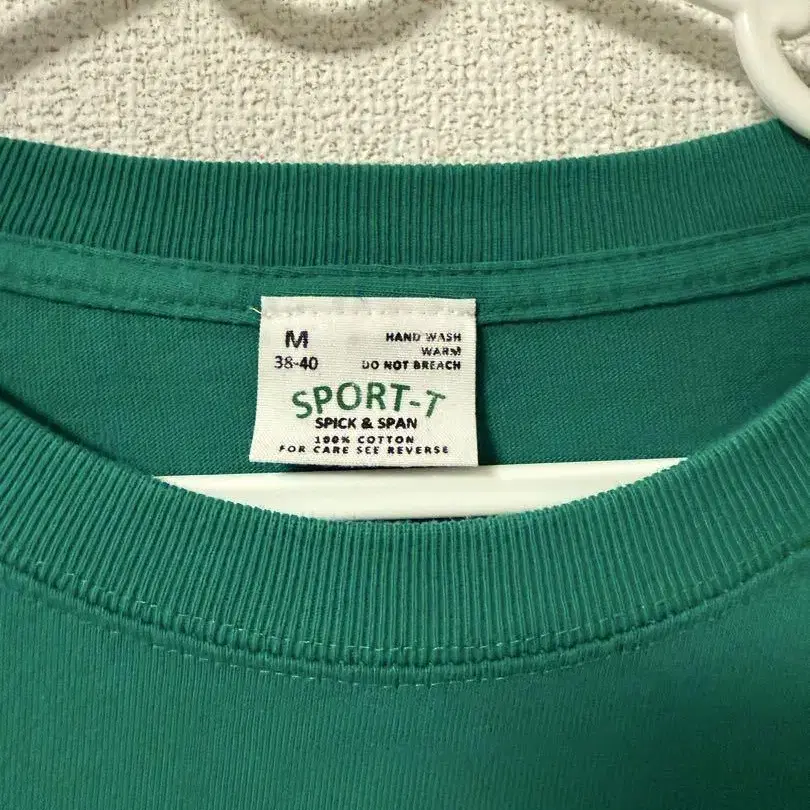 M
38-40
HAND WASH
WARM
DO NOT BREACH
SPORT-T
SPICK & SPAN
100% COTTON
FOR CARE SEE REVERSE